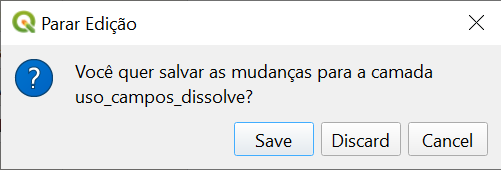 Parar Edição
Você quer salvar as mudanças para a camada
uso_campos_dissolve?
Save Discard Cancel